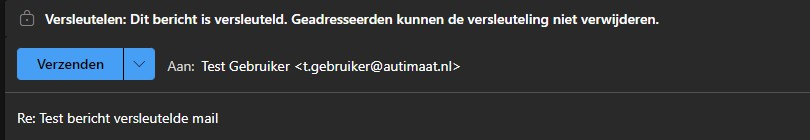 Versleutelen: Dit bericht is versleuteld. Geadresseerden kunnen de versleuteling niet verwijderen.
Verzenden Aan: Test Gebruiker <t.gebruiker@autimaat.nl>
Re: Test bericht versleutelde mail